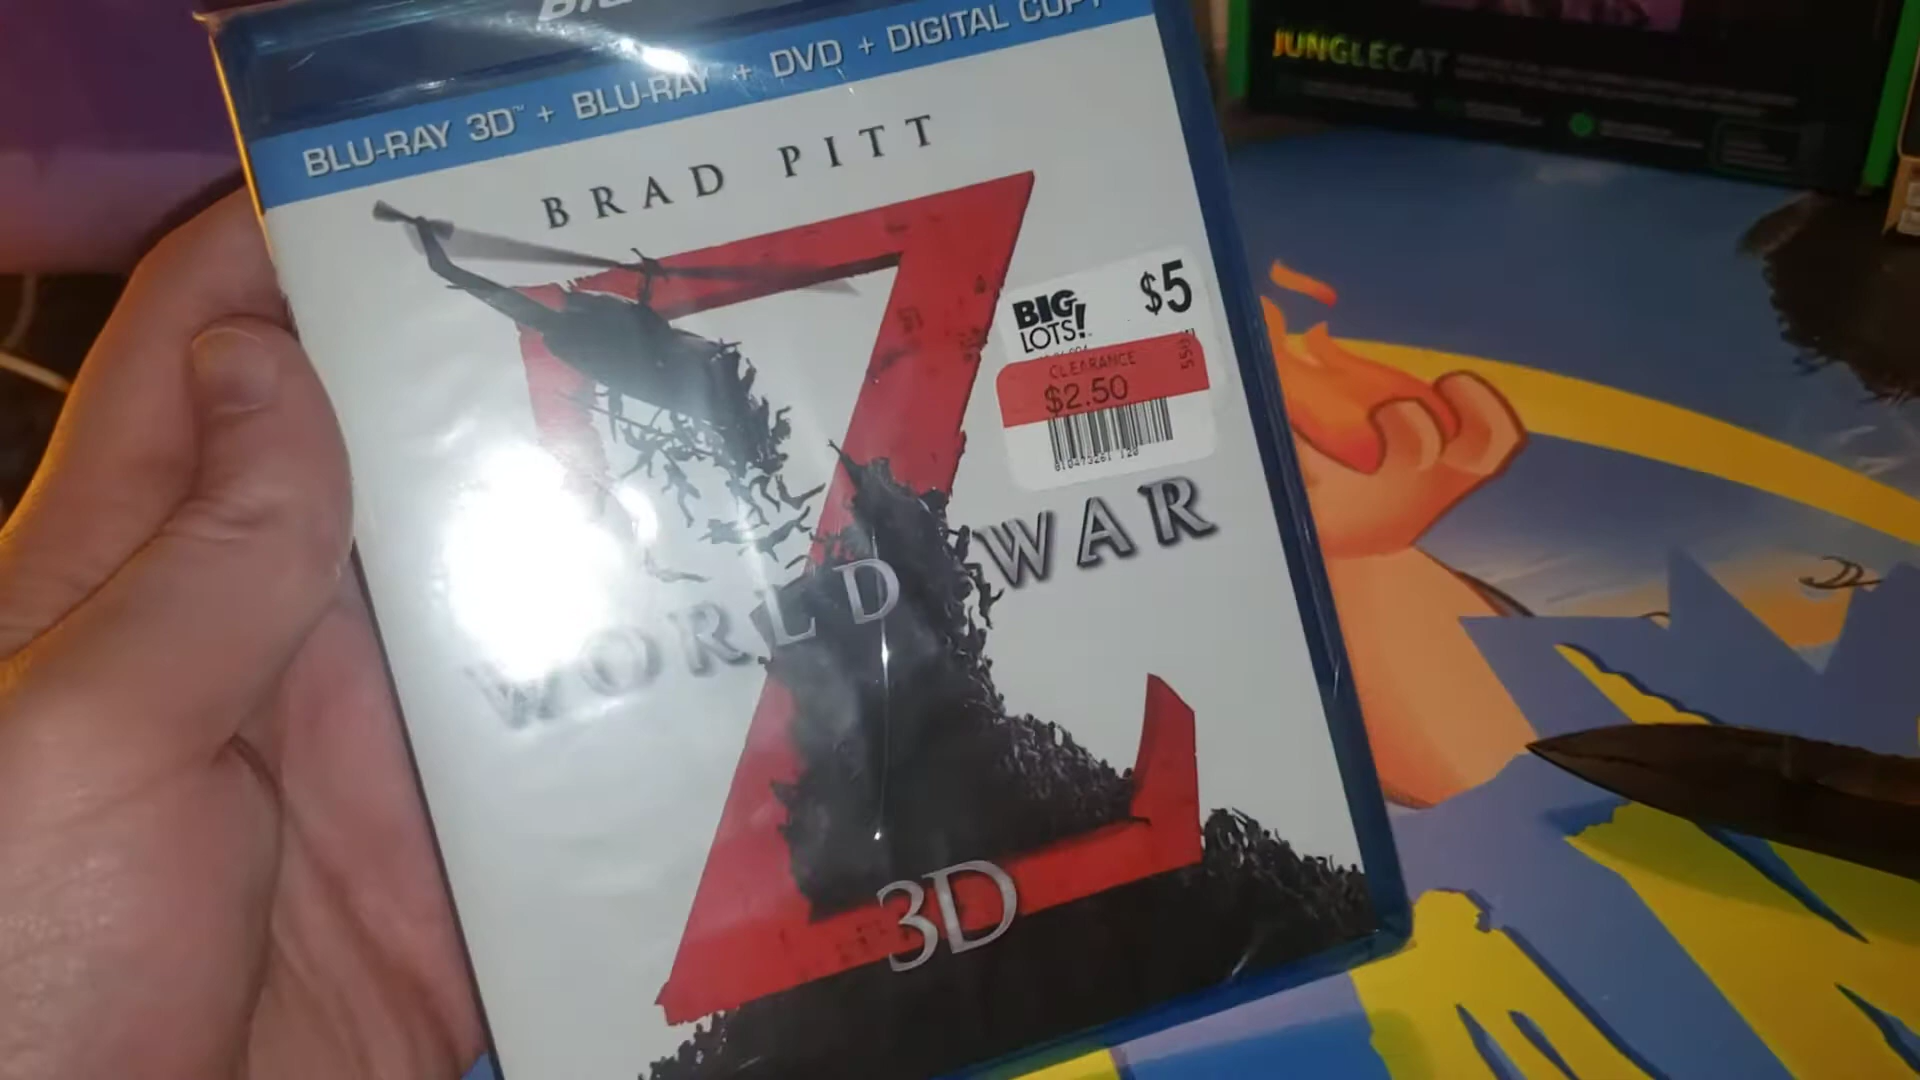 BLU-RAY 3D™ + BLU-RAY + DVD + DIGITAL COPY
BRAD PITT
BIG LOTS!
$5
CLEARANCE
$2.50
WORLD WAR
Z
3D
JUNGLECAT